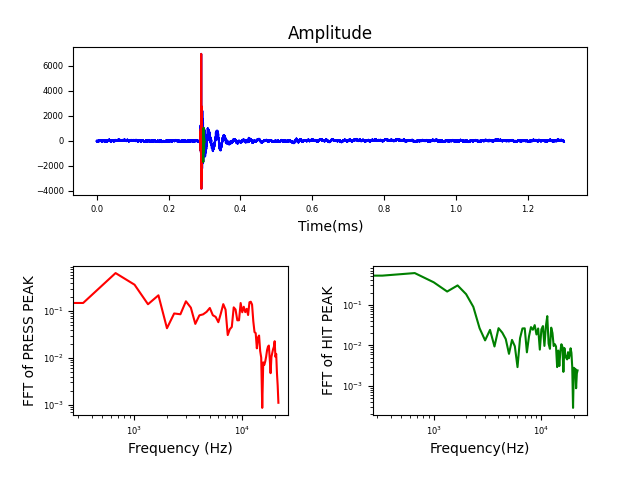 Amplitude
6000
4000
2000
0
−2000
−4000
0.0 0.2 0.4 0.6 0.8 1.0 1.2
Time(ms)
FFT of PRESS PEAK
10⁻¹
10⁻²
10⁻³
10³ 10⁴
Frequency (Hz)
FFT of HIT PEAK
10⁻¹
10⁻²
10⁻³
10³ 10⁴
Frequency(Hz)